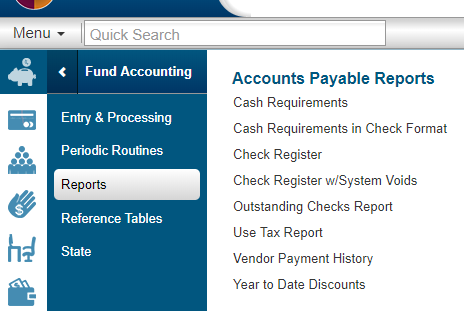 Menu
Quick Search
Fund Accounting
Entry & Processing
Periodic Routines
Reports
Reference Tables
State
Accounts Payable Reports
Cash Requirements
Cash Requirements in Check Format
Check Register
Check Register w/System Voids
Outstanding Checks Report
Use Tax Report
Vendor Payment History
Year to Date Discounts